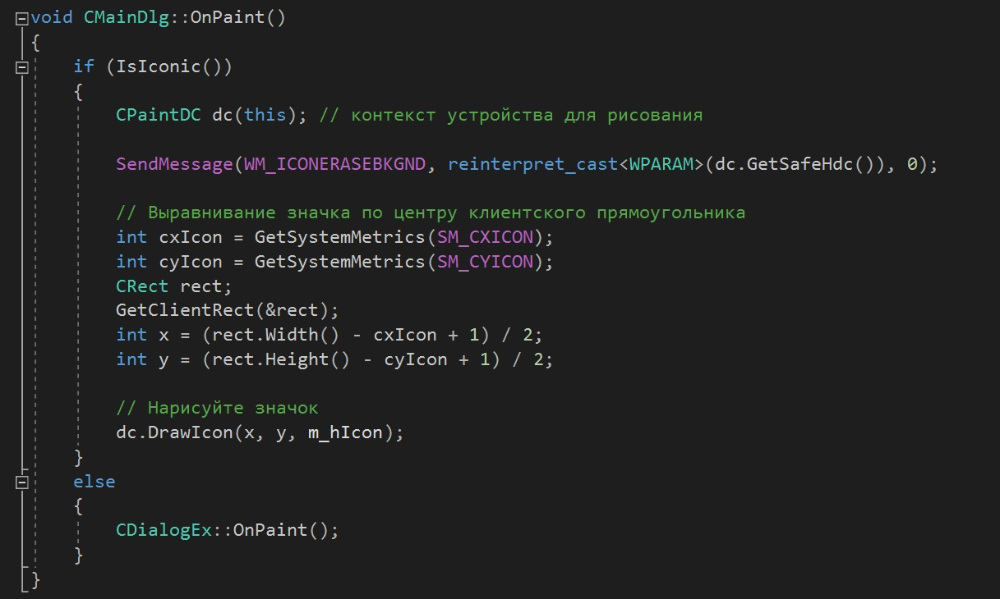 void CMainDlg::OnPaint()
{
if (IsIconic())
{
CPaintDC dc(this); // контекст устройства для рисования
SendMessage(WM_ICONERASEBKGND, reinterpret_cast<WPARAM>(dc.GetSafeHdc()), 0);
// Выравнивание значка по центру клиентского прямоугольника
int cxIcon = GetSystemMetrics(SM_CXICON);
int cyIcon = GetSystemMetrics(SM_CYICON);
CRect rect;
GetClientRect(&rect);
int x = (rect.Width() - cxIcon + 1) / 2;
int y = (rect.Height() - cyIcon + 1) / 2;
// Нарисуйте значок
dc.DrawIcon(x, y, m_hIcon);
}
else
{
CDialogEx::OnPaint();
}
}